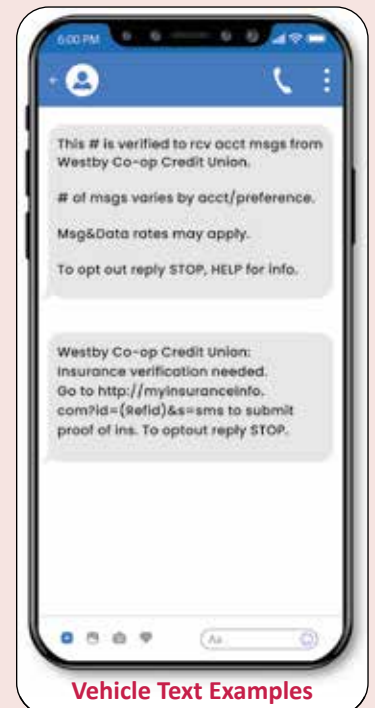 6:00 PM
This # is verified to rcv acct msgs from
Westby Co-op Credit Union.
# of msgs varies by acct/preference.
Msg&Data rates may apply.
To opt out reply STOP, HELP for info.
Westby Co-op Credit Union:
Insurance verification needed.
Go to http://myinsuranceinfo.
com?id=(Refid)&s=sms to submit
proof of ins. To optout reply STOP.
Aa
Vehicle Text Examples